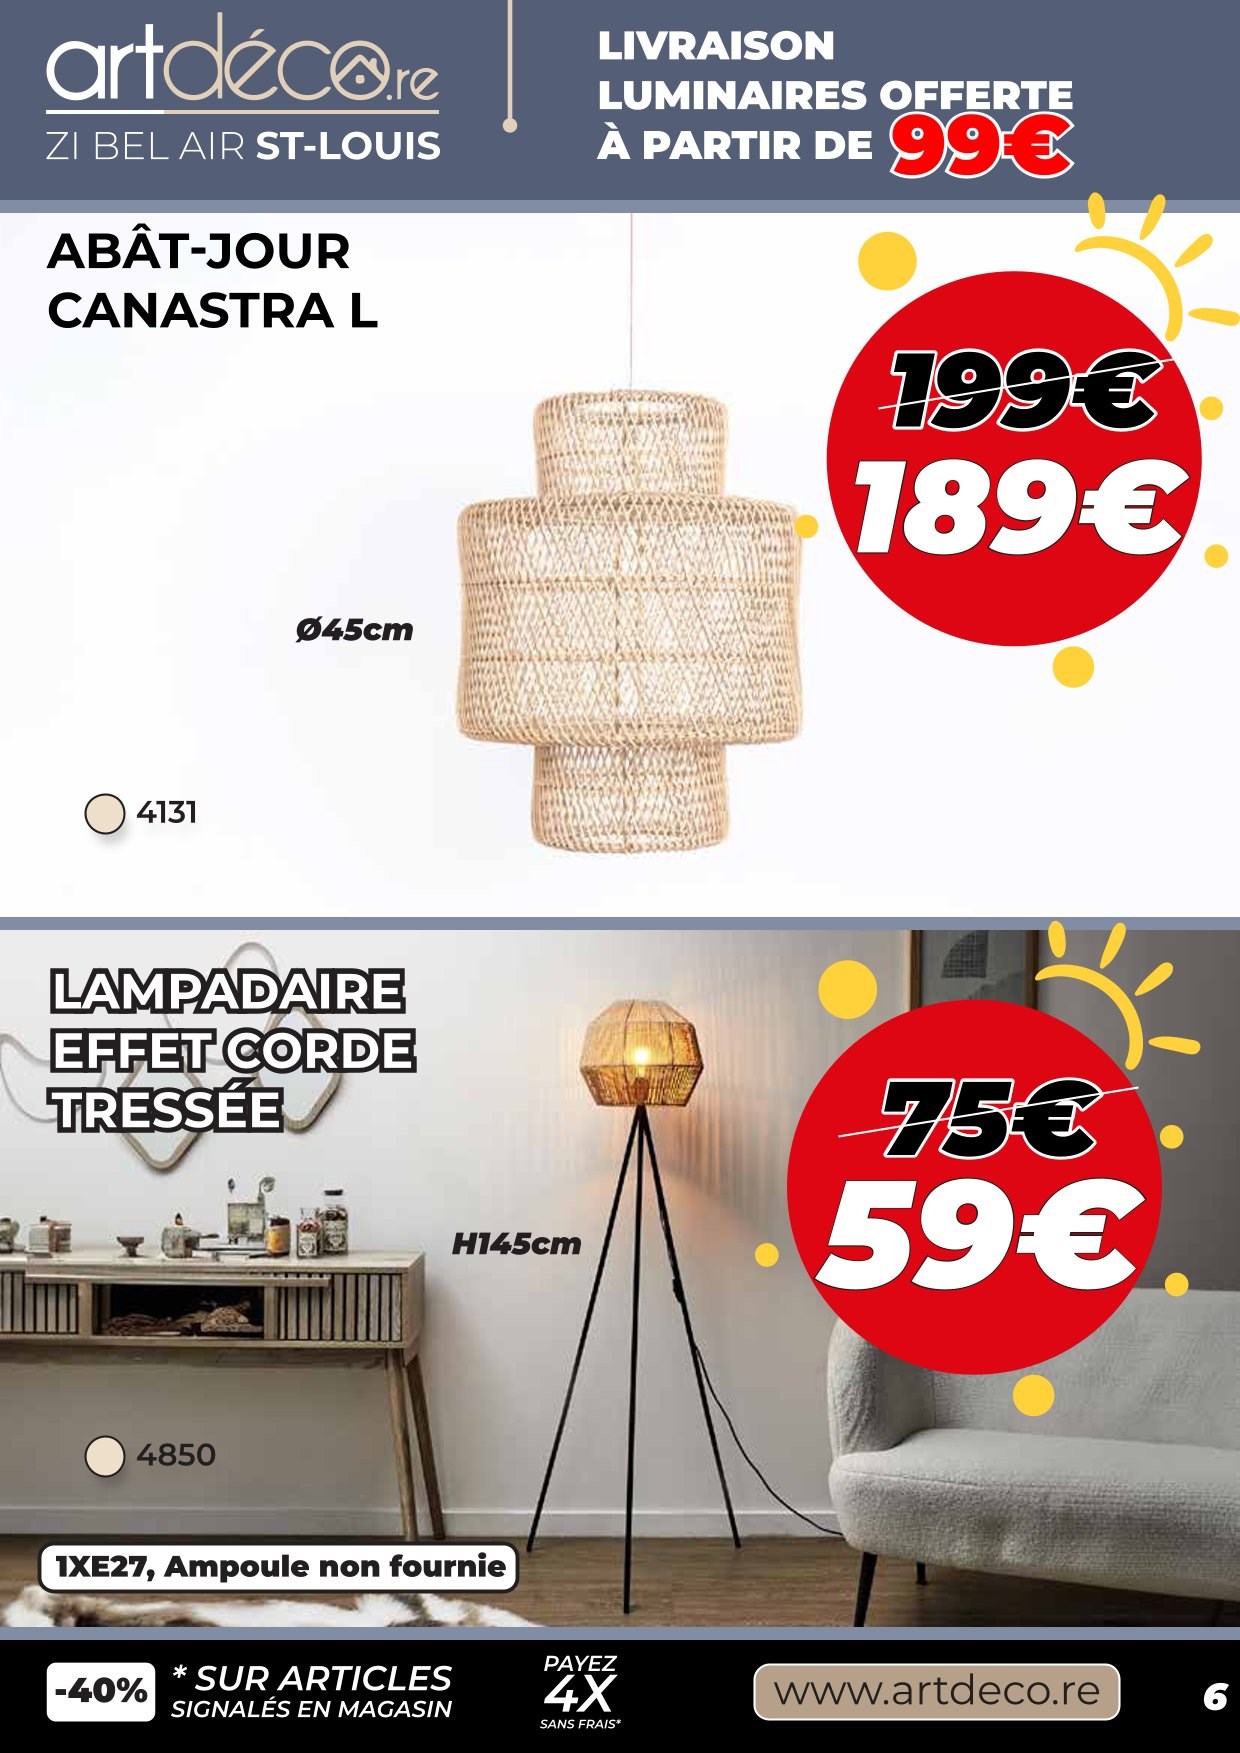 artdéco.re
ZI BEL AIR ST-LOUIS
LIVRAISON
LUMINAIRES OFFERTE
À PARTIR DE 99€
ABÂT-JOUR
CANASTRA L
199€
189€
Ø45cm
4131
LAMPADAIRE
EFFET CORDE
TRESSÉE
75€
59€
H145cm
4850
1XE27, Ampoule non fournie
-40%
* SUR ARTICLES
SIGNALÉS EN MAGASIN
PAYEZ
4X
SANS FRAIS*
www.artdeco.re
6